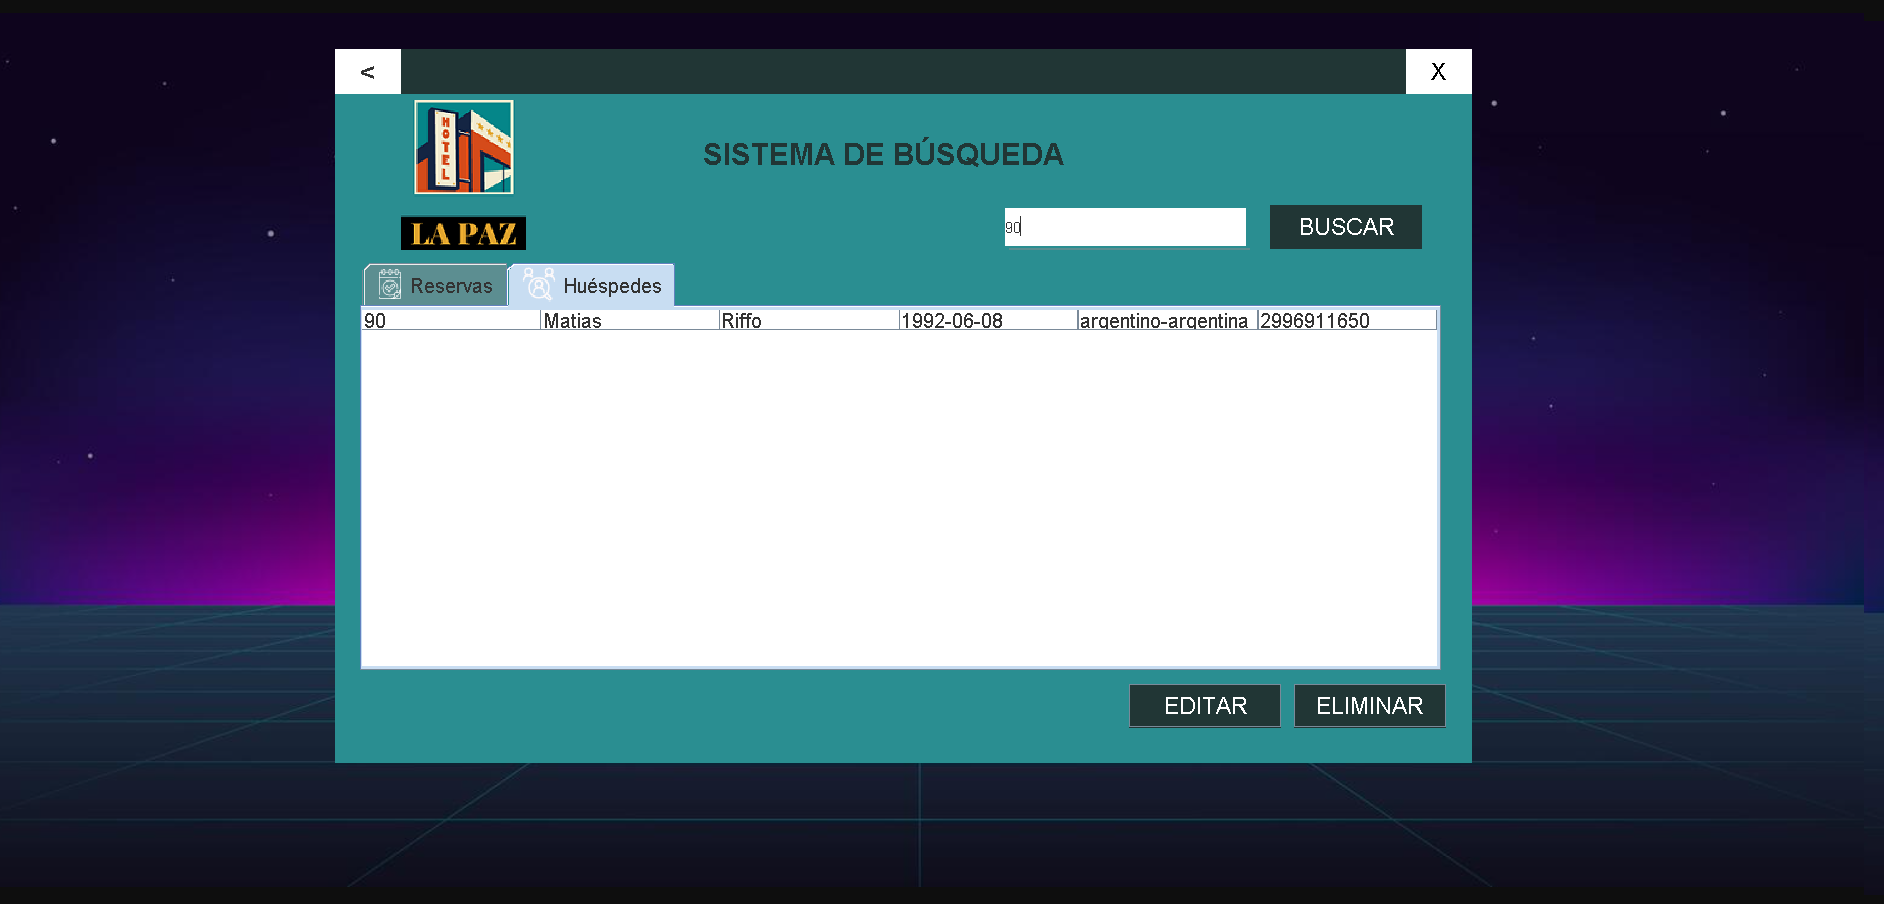 <
X
HOTEL
SISTEMA DE BÚSQUEDA
LA PAZ
90
BUSCAR
Reservas
Huéspedes
90 Matias Riffo 1992-06-08 argentino-argentina 2996911650
EDITAR
ELIMINAR